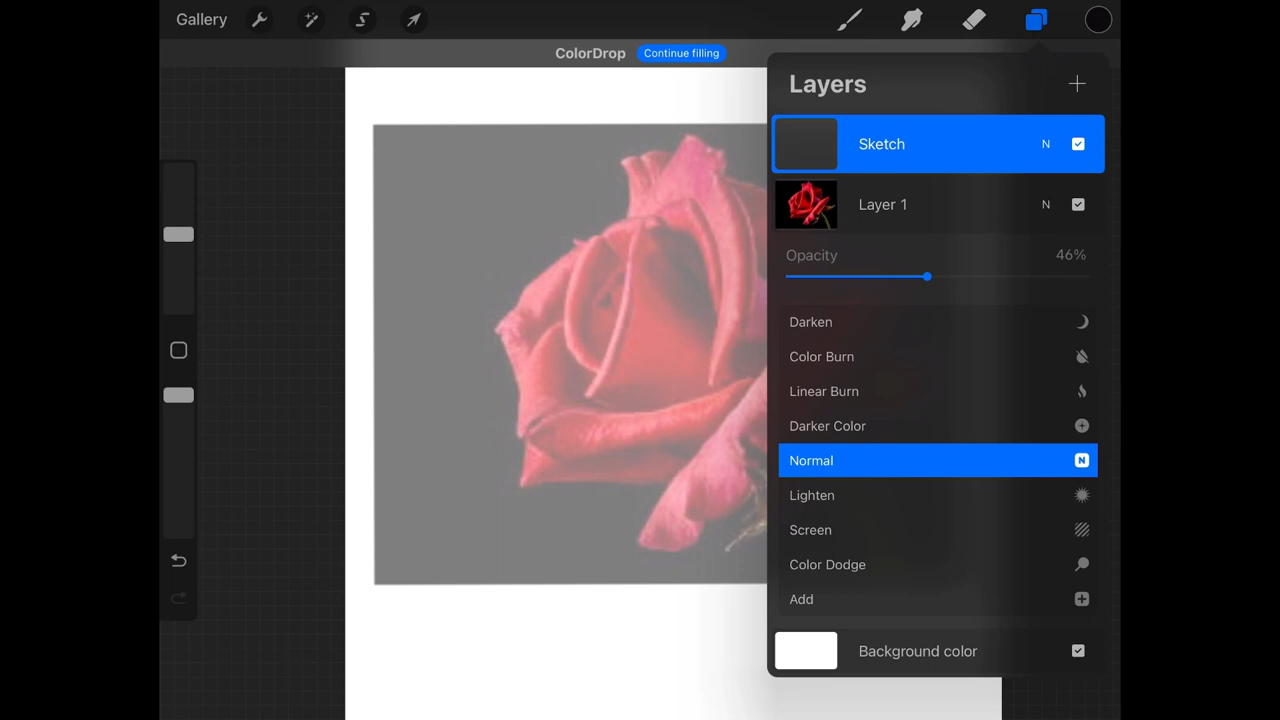 Gallery
ColorDrop Continue filling
Layers
Sketch N
Layer 1 N
Opacity 46%
Darken
Color Burn
Linear Burn
Darker Color
Normal N
Lighten
Screen
Color Dodge
Add
Background color